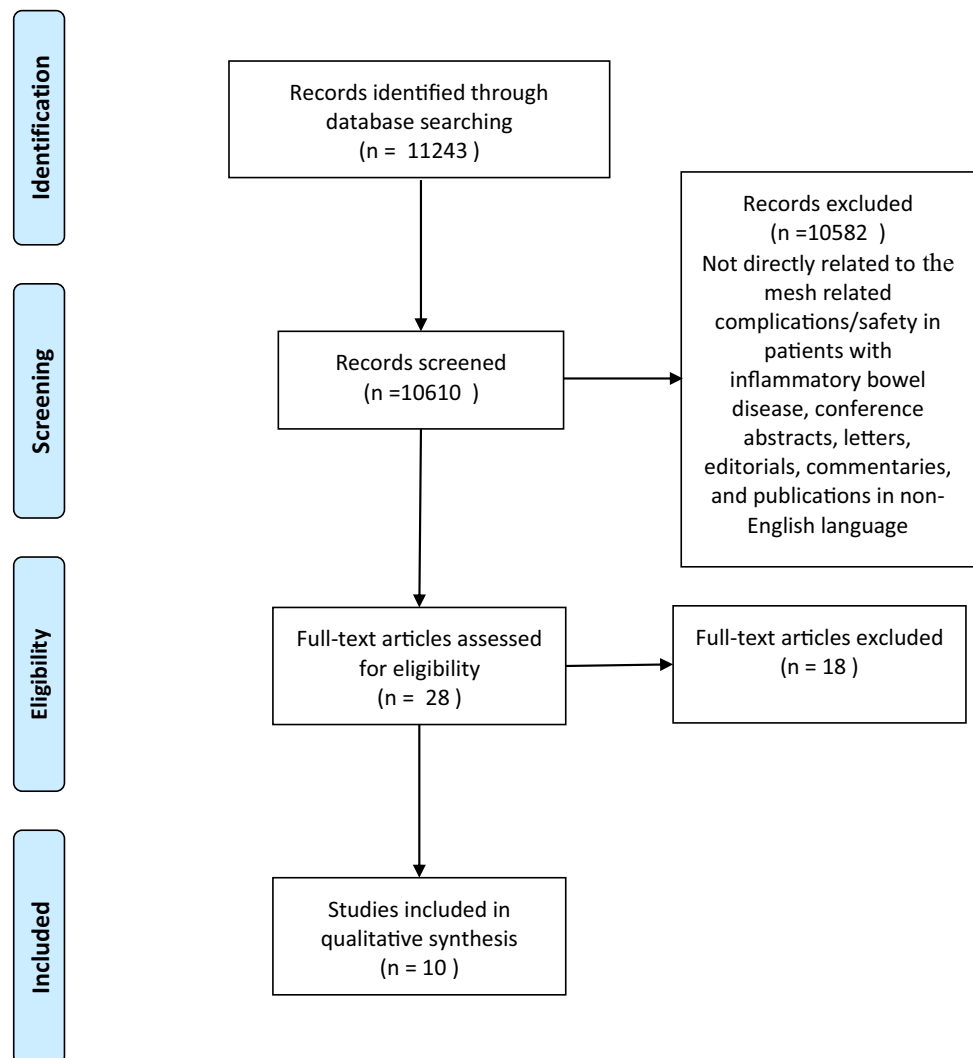 Identification
Records identified through
database searching
(n =  11243 )
Records excluded
(n =10582  )
Not directly related to the
mesh related
complications/safety in
patients with
inflammatory bowel
disease, conference
abstracts, letters,
editorials, commentaries,
and publications in non-
English language
Screening
Records screened
(n =10610  )
Eligibility
Full-text articles assessed
for eligibility
(n =  28 )
Full-text articles excluded
(n = 18 )
Included
Studies included in
qualitative synthesis
(n = 10 )